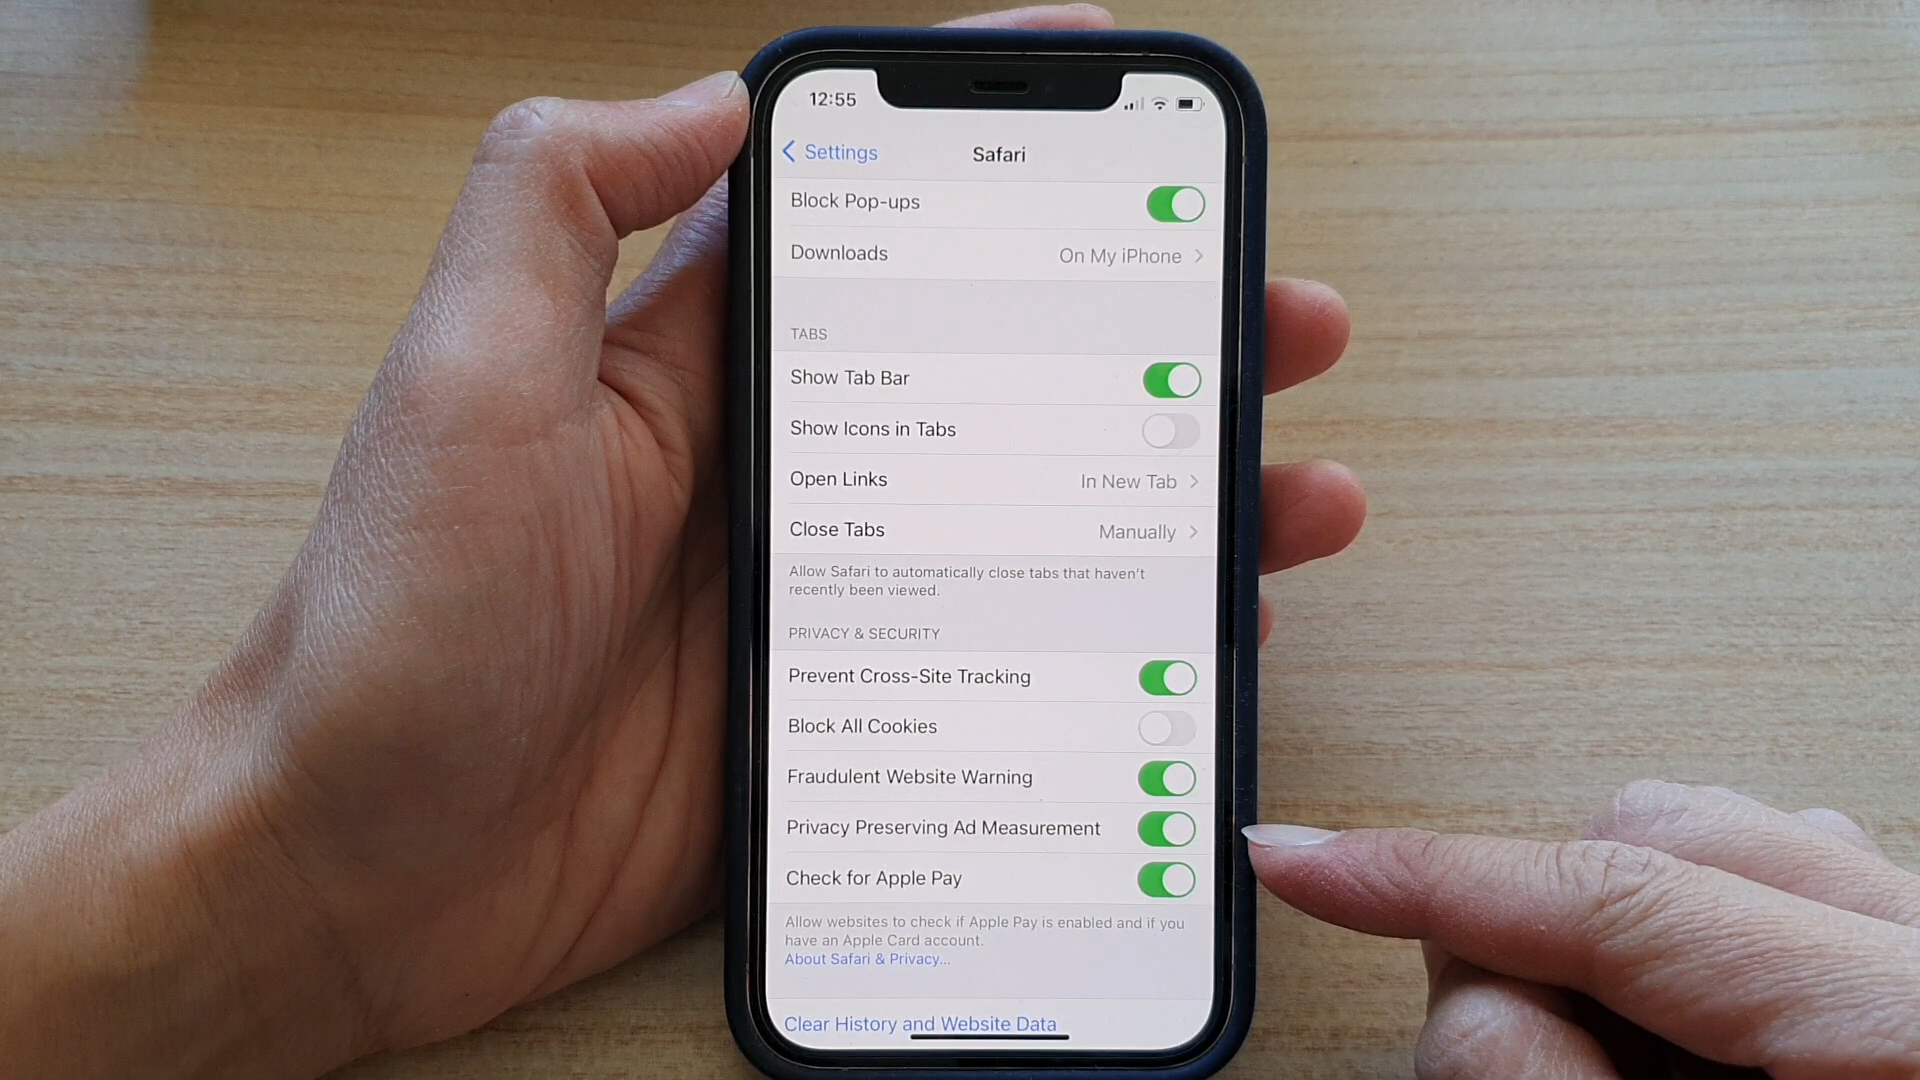 12:55
Settings
Safari
Block Pop-ups
Downloads
On My iPhone
TABS
Show Tab Bar
Show Icons in Tabs
Open Links
In New Tab
Close Tabs
Manually
Allow Safari to automatically close tabs that haven't
recently been viewed.
PRIVACY & SECURITY
Prevent Cross-Site Tracking
Block All Cookies
Fraudulent Website Warning
Privacy Preserving Ad Measurement
Check for Apple Pay
Allow websites to check if Apple Pay is enabled and if you
have an Apple Card account.
About Safari & Privacy...
Clear History and Website Data